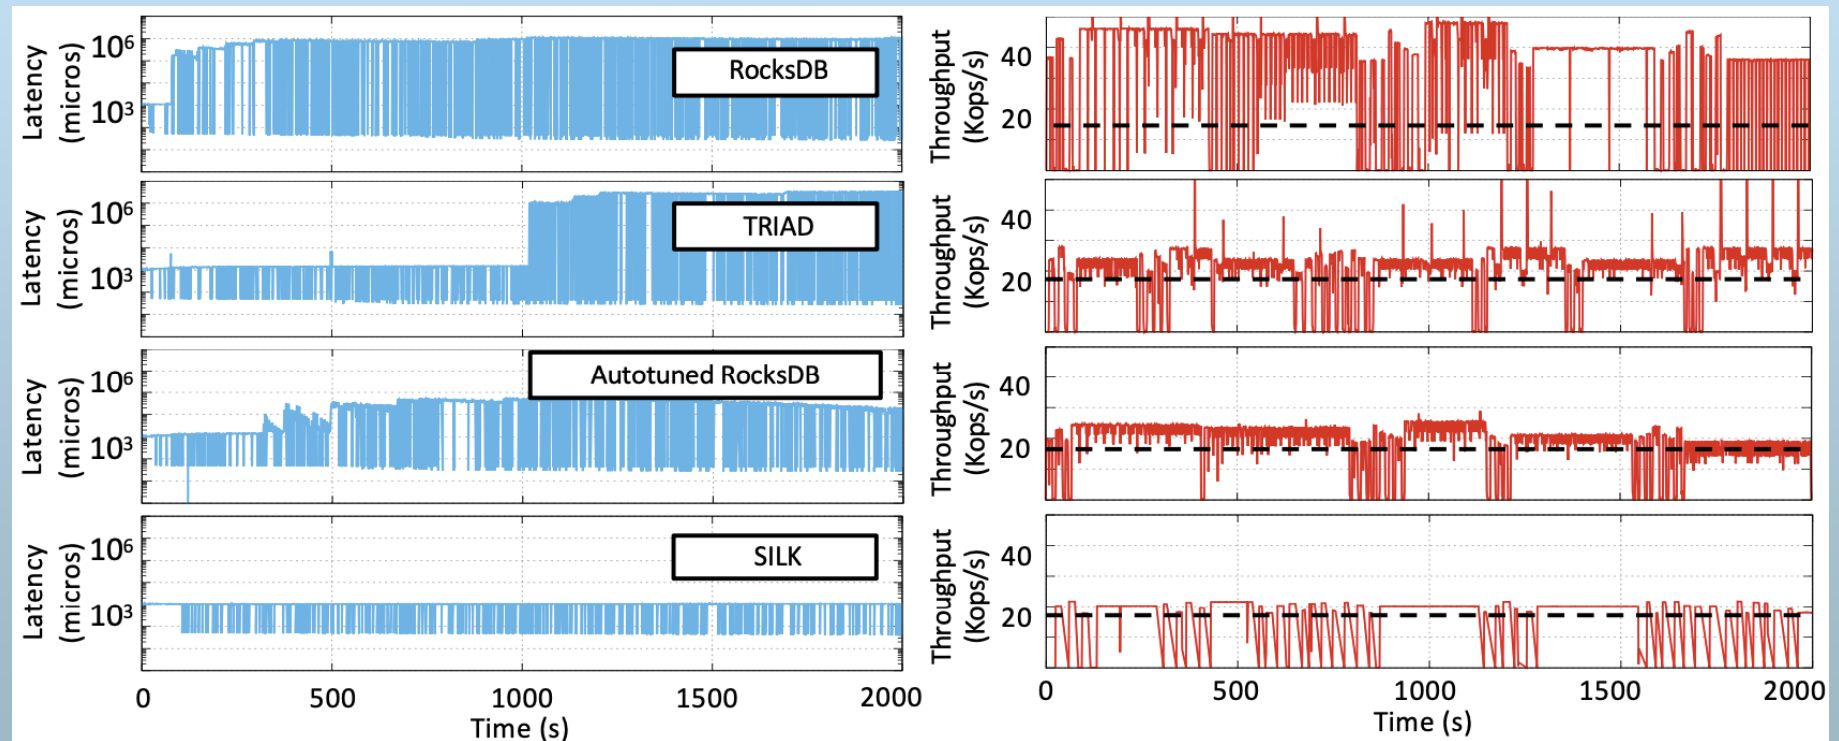 Latency
(micros)
10⁶
10³
RocksDB
Throughput
(Kops/s)
40
20
Latency
(micros)
10⁶
10³
TRIAD
Throughput
(Kops/s)
40
20
Latency
(micros)
10⁶
10³
Autotuned RocksDB
Throughput
(Kops/s)
40
20
Latency
(micros)
10⁶
10³
SILK
Throughput
(Kops/s)
40
20
0 500 1000 1500 2000
Time (s)
0 500 1000 1500 2000
Time (s)